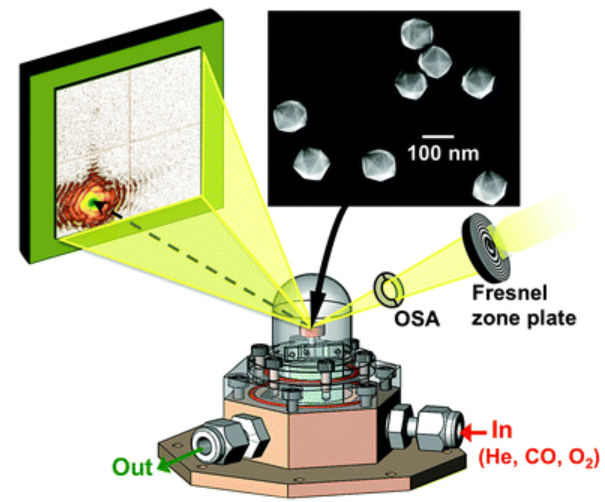 100 nm
OSA
Fresnel
zone plate
In
(He, CO, O₂)
Out